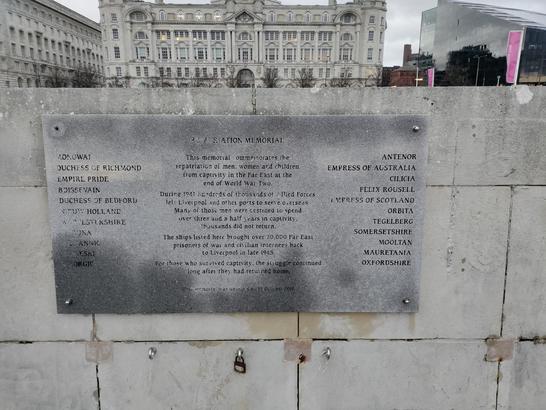 MEMORIAL
MONOWAI
DUCHESS OF RICHMOND
EMPIRE PRIDE
BOISSEVAIN
DUCHESS OF BEDFORD
HOLLAND
This memorial commemorates the
repatriation of men, women and children
from captivity in the Far East at the
end of World War Two.
During 1941 hundreds of thousands of Allied Forces
left Liverpool and other ports to serve overseas.
Many of those men were destined to spend
over three and a half years in captivity,
thousands did not return.
The ships listed here brought over 20,000 Far East
prisoners of war and civilian internees back
to Liverpool in late 1945.
For those who survived captivity, the struggle continued
long after they had returned home.
ANTENOR
EMPRESS OF AUSTRALIA
CILICIA
FELIX ROUSELL
EMPRESS OF SCOTLAND
ORBITA
TEGELBERG
SOMERSETSHIRE
MOOLTAN
MAURETANIA
OXFORDSHIRE